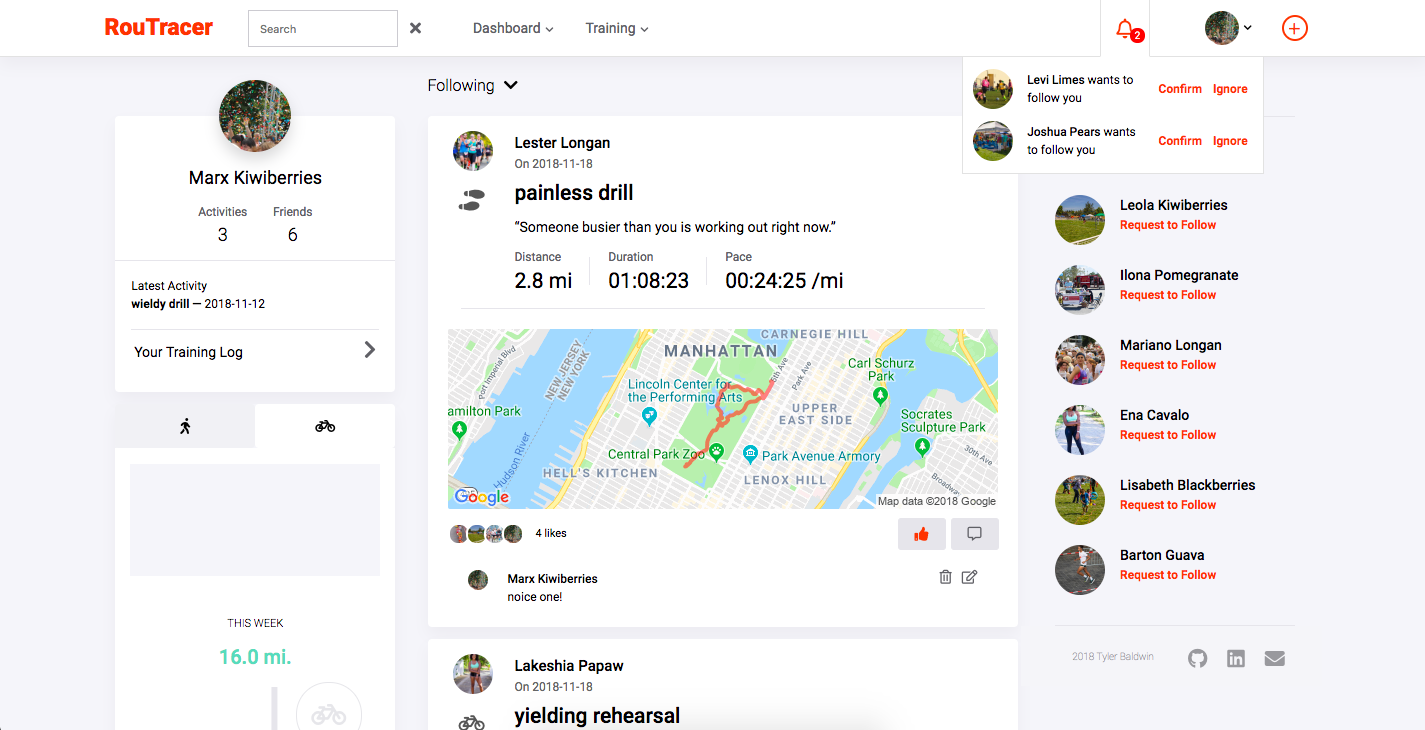 RouTracer
Search
Dashboard
Training
2
Levi Limes wants to
follow you
Confirm Ignore
Joshua Pears wants
to follow you
Confirm Ignore
Marx Kiwiberries
Activities Friends
3 6
Latest Activity
wieldy drill — 2018-11-12
Your Training Log
THIS WEEK
16.0 mi.
Following
Lester Longan
On 2018-11-18
painless drill
“Someone busier than you is working out right now.”
Distance Duration Pace
2.8 mi 01:08:23 00:24:25 /mi
CARNEGIE HILL
MANHATTAN
Port Imperial Blvd
NEW JERSEY
NEW YORK
5th Ave
Park Ave
Carl Schurz
Park
Lincoln Center for
the Performing Arts
UPPER
EAST SIDE
amilton Park
Socrates
Sculpture Park
Hudson River
Central Park Zoo
Park Avenue Armory
30th Ave
HELL'S KITCHEN
LENOX HILL
Broadway
Google
Map data ©2018 Google
4 likes
Marx Kiwiberries
noice one!
Lakeshia Papaw
On 2018-11-18
yielding rehearsal
Leola Kiwiberries
Request to Follow
Ilona Pomegranate
Request to Follow
Mariano Longan
Request to Follow
Ena Cavalo
Request to Follow
Lisabeth Blackberries
Request to Follow
Barton Guava
Request to Follow
2018 Tyler Baldwin